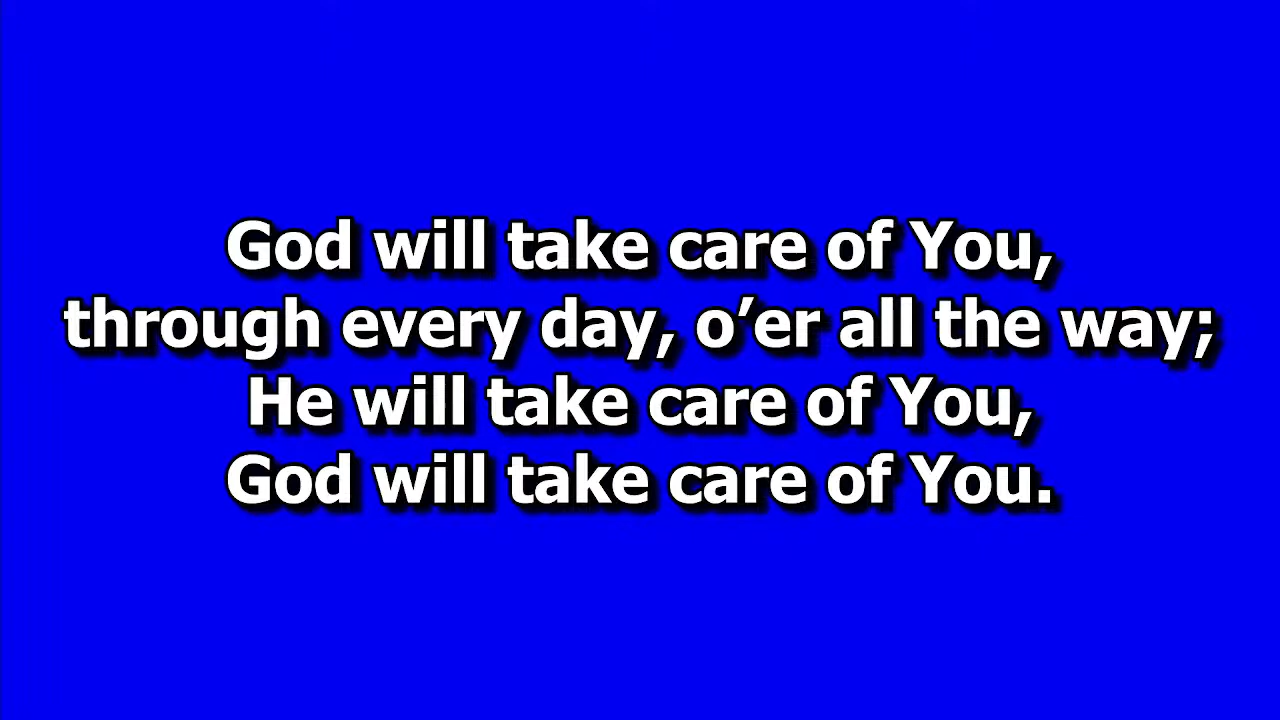 God will take care of You,
through every day, o’er all the way;
He will take care of You,
God will take care of You.